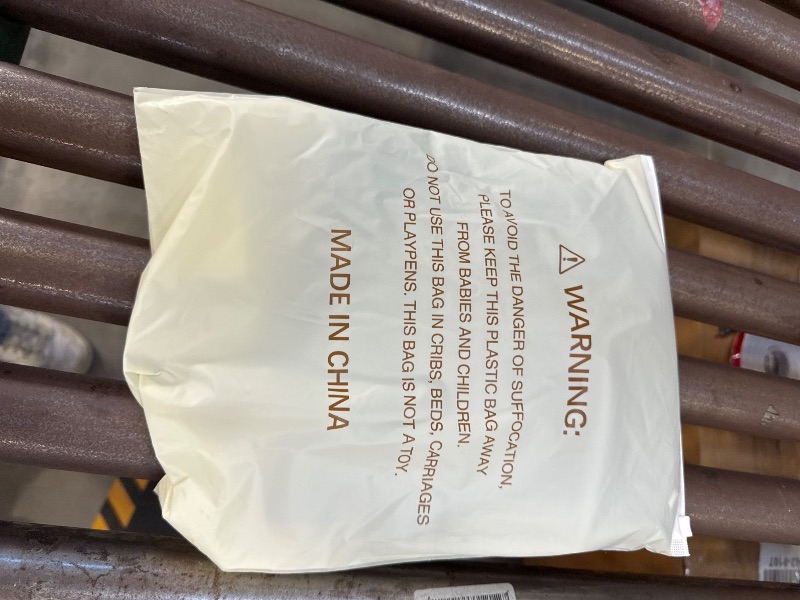 ⚠ WARNING:
TO AVOID THE DANGER OF SUFFOCATION,
PLEASE KEEP THIS PLASTIC BAG AWAY
FROM BABIES AND CHILDREN.
DO NOT USE THIS BAG IN CRIBS, BEDS, CARRIAGES
OR PLAYPENS. THIS BAG IS NOT A TOY.
MADE IN CHINA